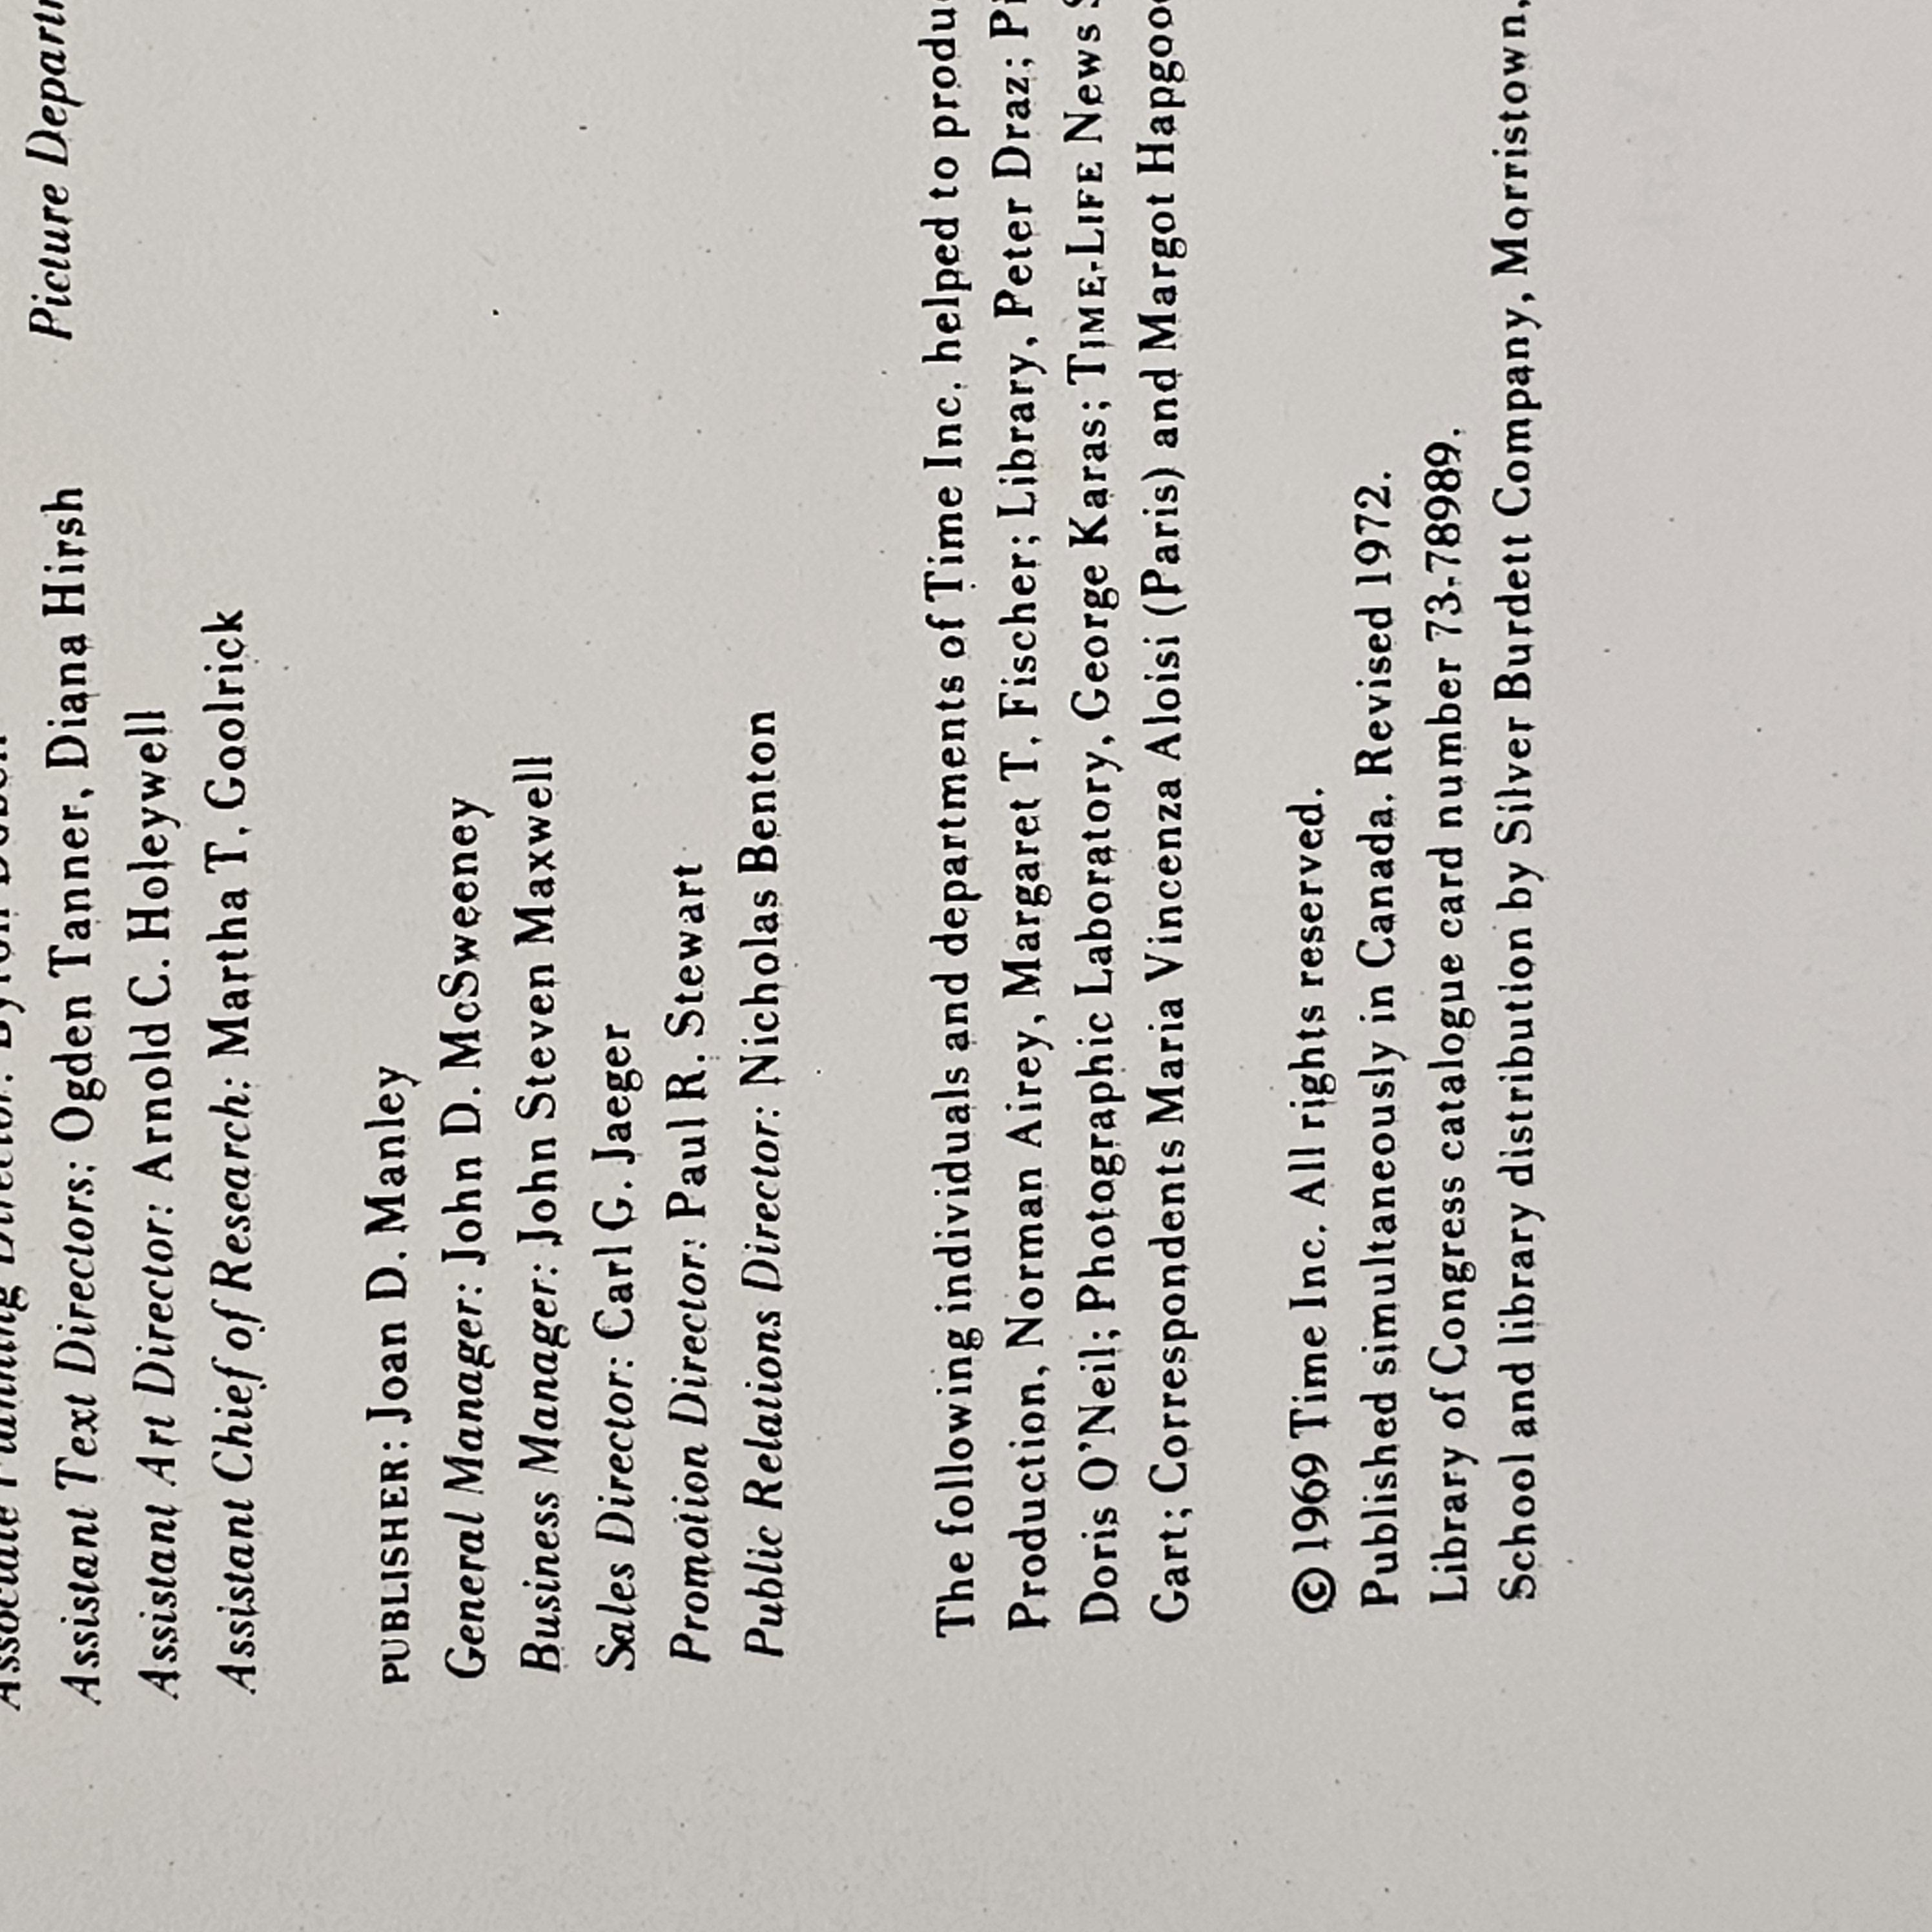 Associate Planning Director: Byron Dobell
Assistant Text Directors: Ogden Tanner, Diana Hirsh
Picture Departm
Assistant Art Director: Arnold C. Holeywell
Assistant Chief of Research: Martha T. Goolrick
PUBLISHER: Joan D. Manley
General Manager: John D. McSweeney
Business Manager: John Steven Maxwell
Sales Director: Carl G. Jaeger
Promotion Director: Paul R. Stewart
Public Relations Director: Nicholas Benton
The following individuals and departments of Time Inc. helped to produ
Production, Norman Airey, Margaret T. Fischer; Library, Peter Draz; Pi
Doris O'Neil; Photographic Laboratory, George Karas; TIME-LIFE News S
Gart; Correspondents Maria Vincenza Aloisi (Paris) and Margot Hapgoo
© 1969 Time Inc. All rights reserved.
Published simultaneously in Canada. Revised 1972.
Library of Congress catalogue card number 73-78989.
School and library distribution by Silver Burdett Company, Morristown,